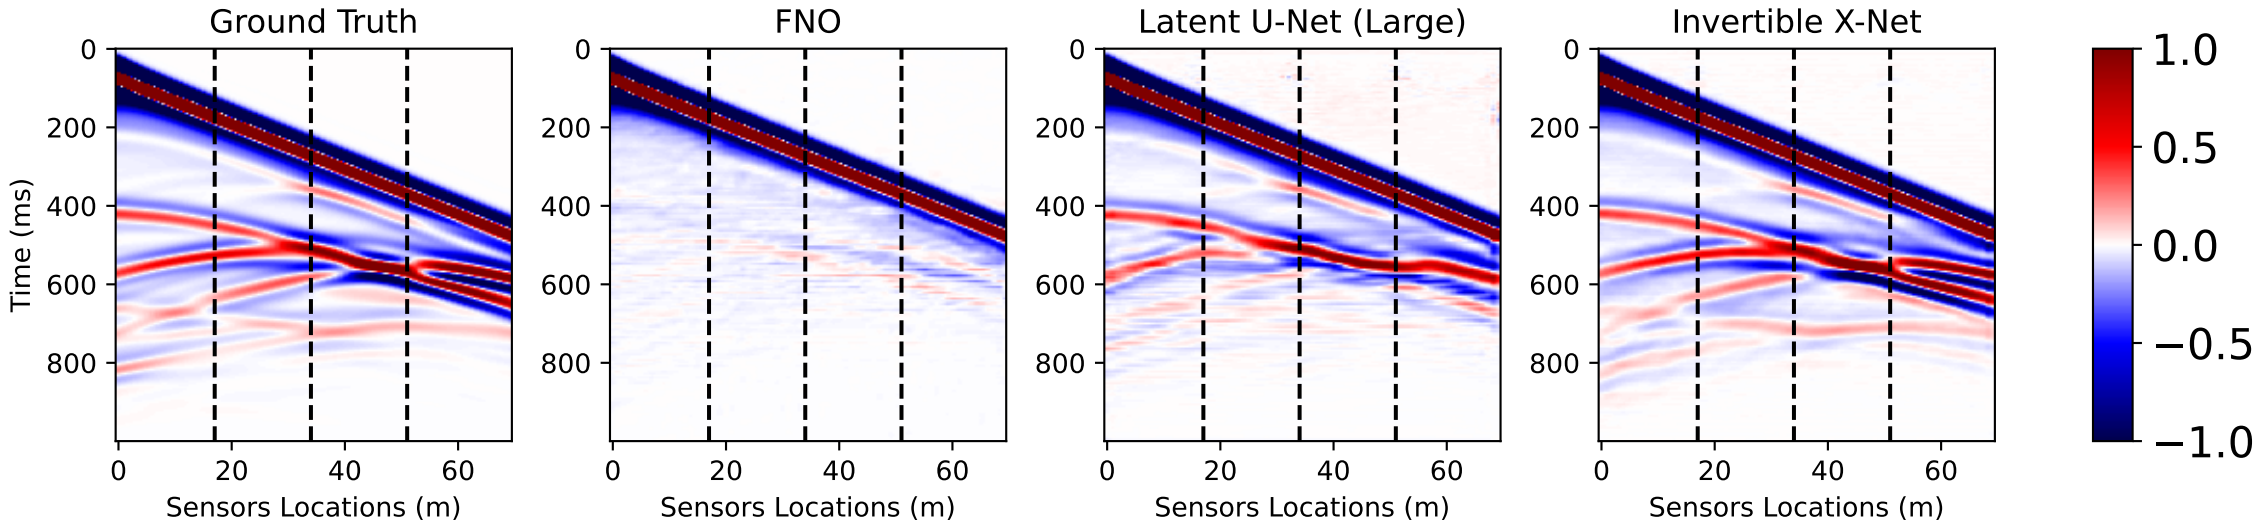 Ground Truth
FNO
Latent U-Net (Large)
Invertible X-Net
0
200
400
600
800
Time (ms)
0 20 40 60
Sensors Locations (m)
0
200
400
600
800
0 20 40 60
Sensors Locations (m)
0
200
400
600
800
0 20 40 60
Sensors Locations (m)
0
200
400
600
800
0 20 40 60
Sensors Locations (m)
1.0
0.5
0.0
−0.5
−1.0